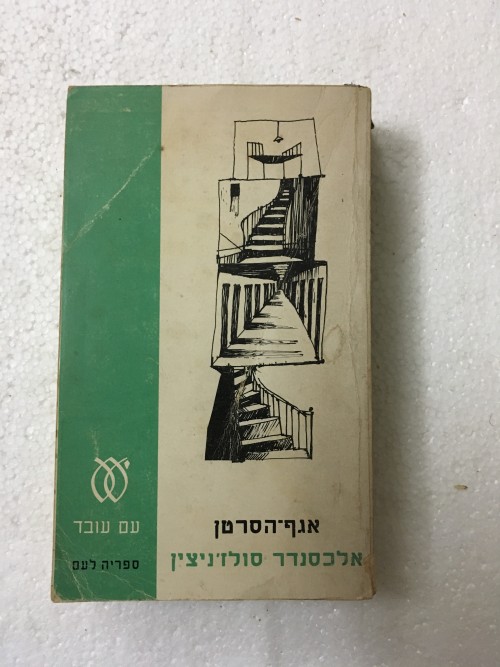 אגף־הסרטן
אלכסנדר סולז'ניצין
עם עובד
ספריה לעם